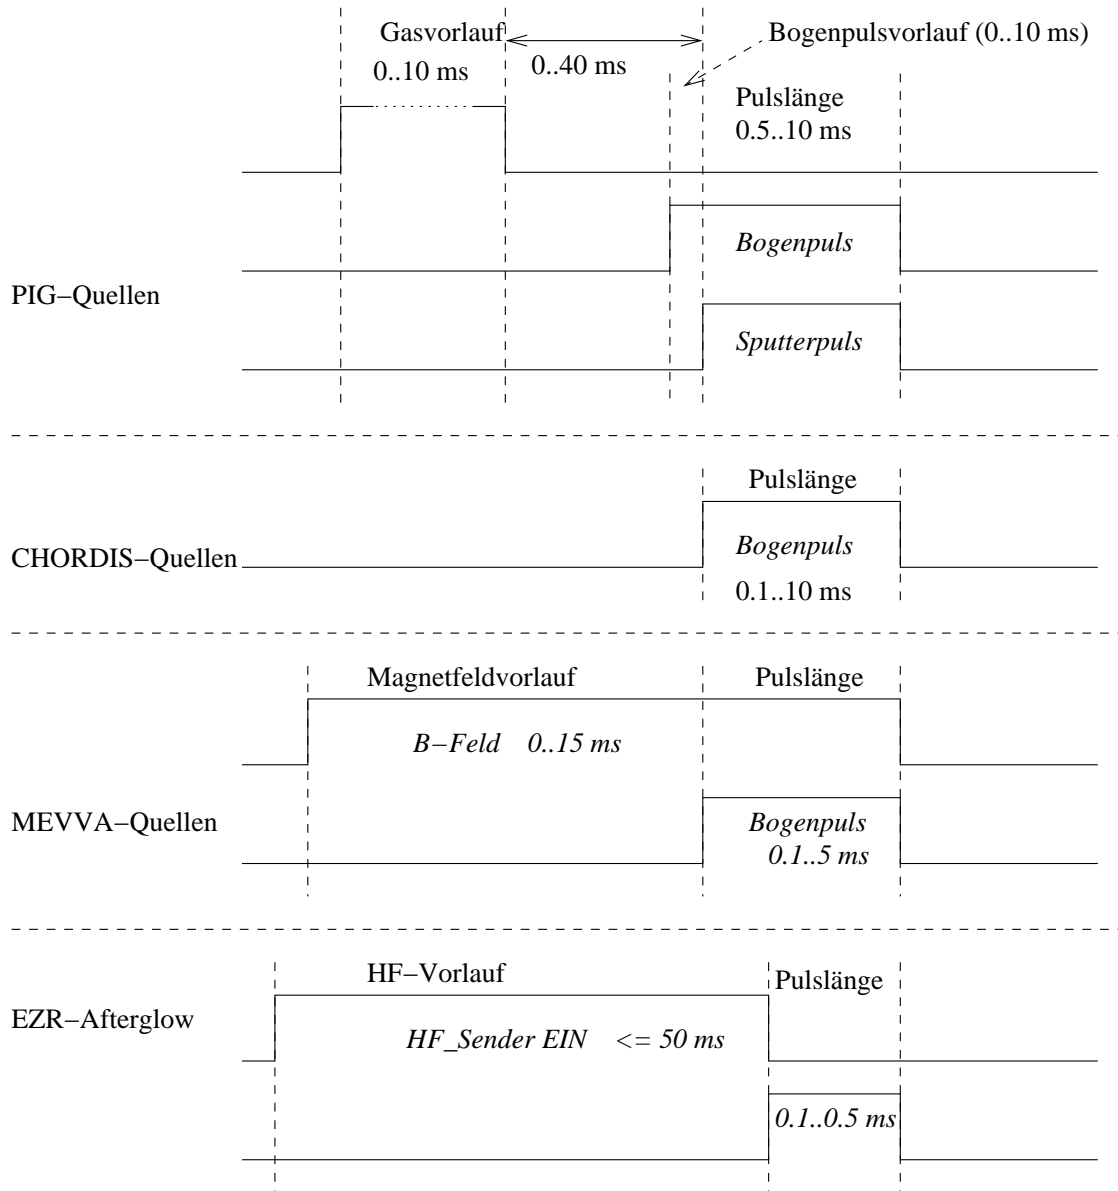 Gasvorlauf
0..10 ms
0..40 ms
Bogenpulsvorlauf (0..10 ms)
Pulslänge
0.5..10 ms
Bogenpuls
PIG−Quellen
Sputterpuls
Pulslänge
CHORDIS−Quellen
Bogenpuls
0.1..10 ms
Magnetfeldvorlauf
Pulslänge
B−Feld 0..15 ms
MEVVA−Quellen
Bogenpuls
0.1..5 ms
HF−Vorlauf
Pulslänge
EZR−Afterglow
HF_Sender EIN <= 50 ms
0.1..0.5 ms